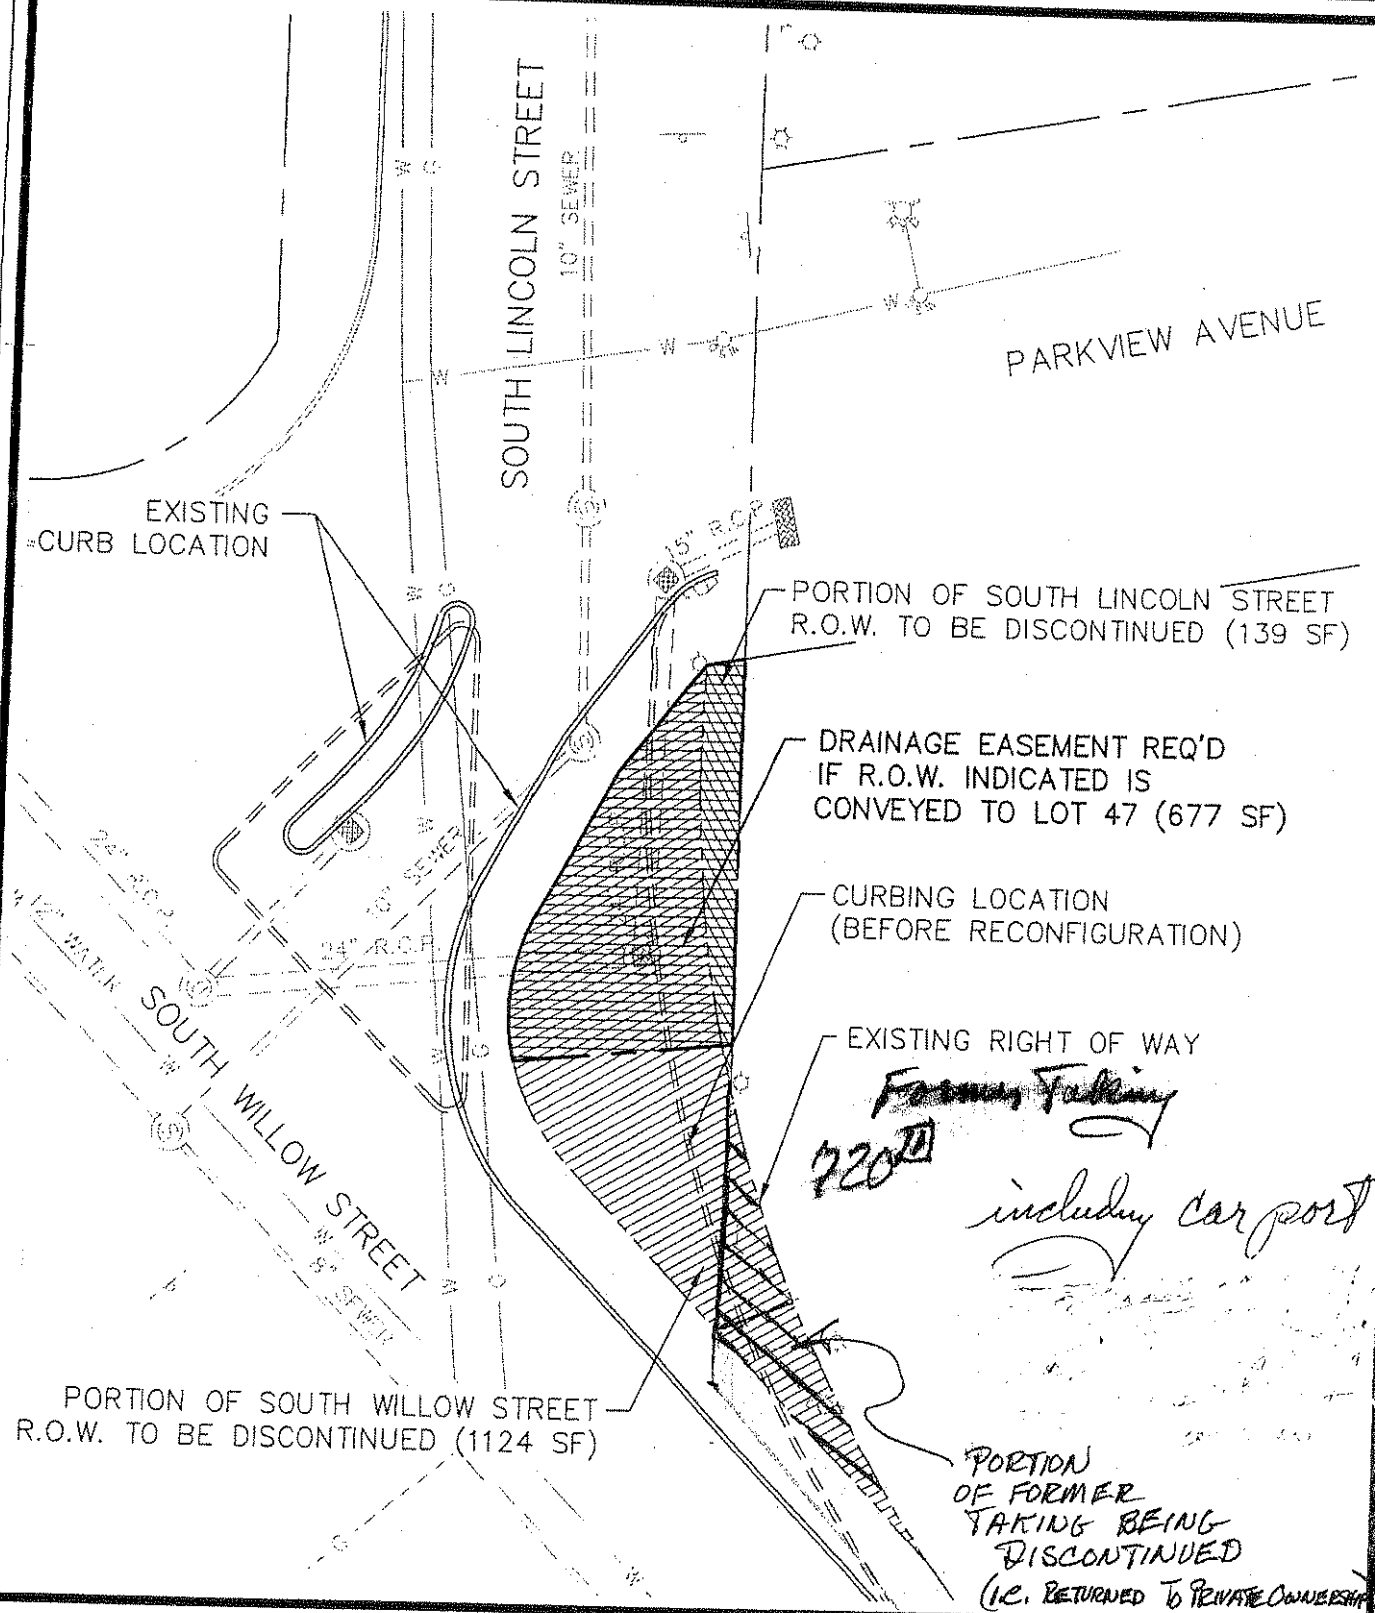 SOUTH LINCOLN STREET
10" SEWER
W
G
W
W
W
PARKVIEW AVENUE
EXISTING
CURB LOCATION
15" R.C.P.
W
G
S
PORTION OF SOUTH LINCOLN STREET
R.O.W. TO BE DISCONTINUED (139 SF)
DRAINAGE EASEMENT REQ'D
IF R.O.W. INDICATED IS
CONVEYED TO LOT 47 (677 SF)
S
W
24" R.C.P.
10" SEWER
CURBING LOCATION
(BEFORE RECONFIGURATION)
12" WATER
24" R.C.P.
S
SOUTH WILLOW STREET
W
W
G
EXISTING RIGHT OF WAY
Former Taking
720
including car port
S
W
8" SEWER
W
G
PORTION OF SOUTH WILLOW STREET
R.O.W. TO BE DISCONTINUED (1124 SF)
PORTION
OF FORMER
TAKING BEING
DISCONTINUED
(i.e. RETURNED TO PRIVATE OWNERSHIP)
G
W